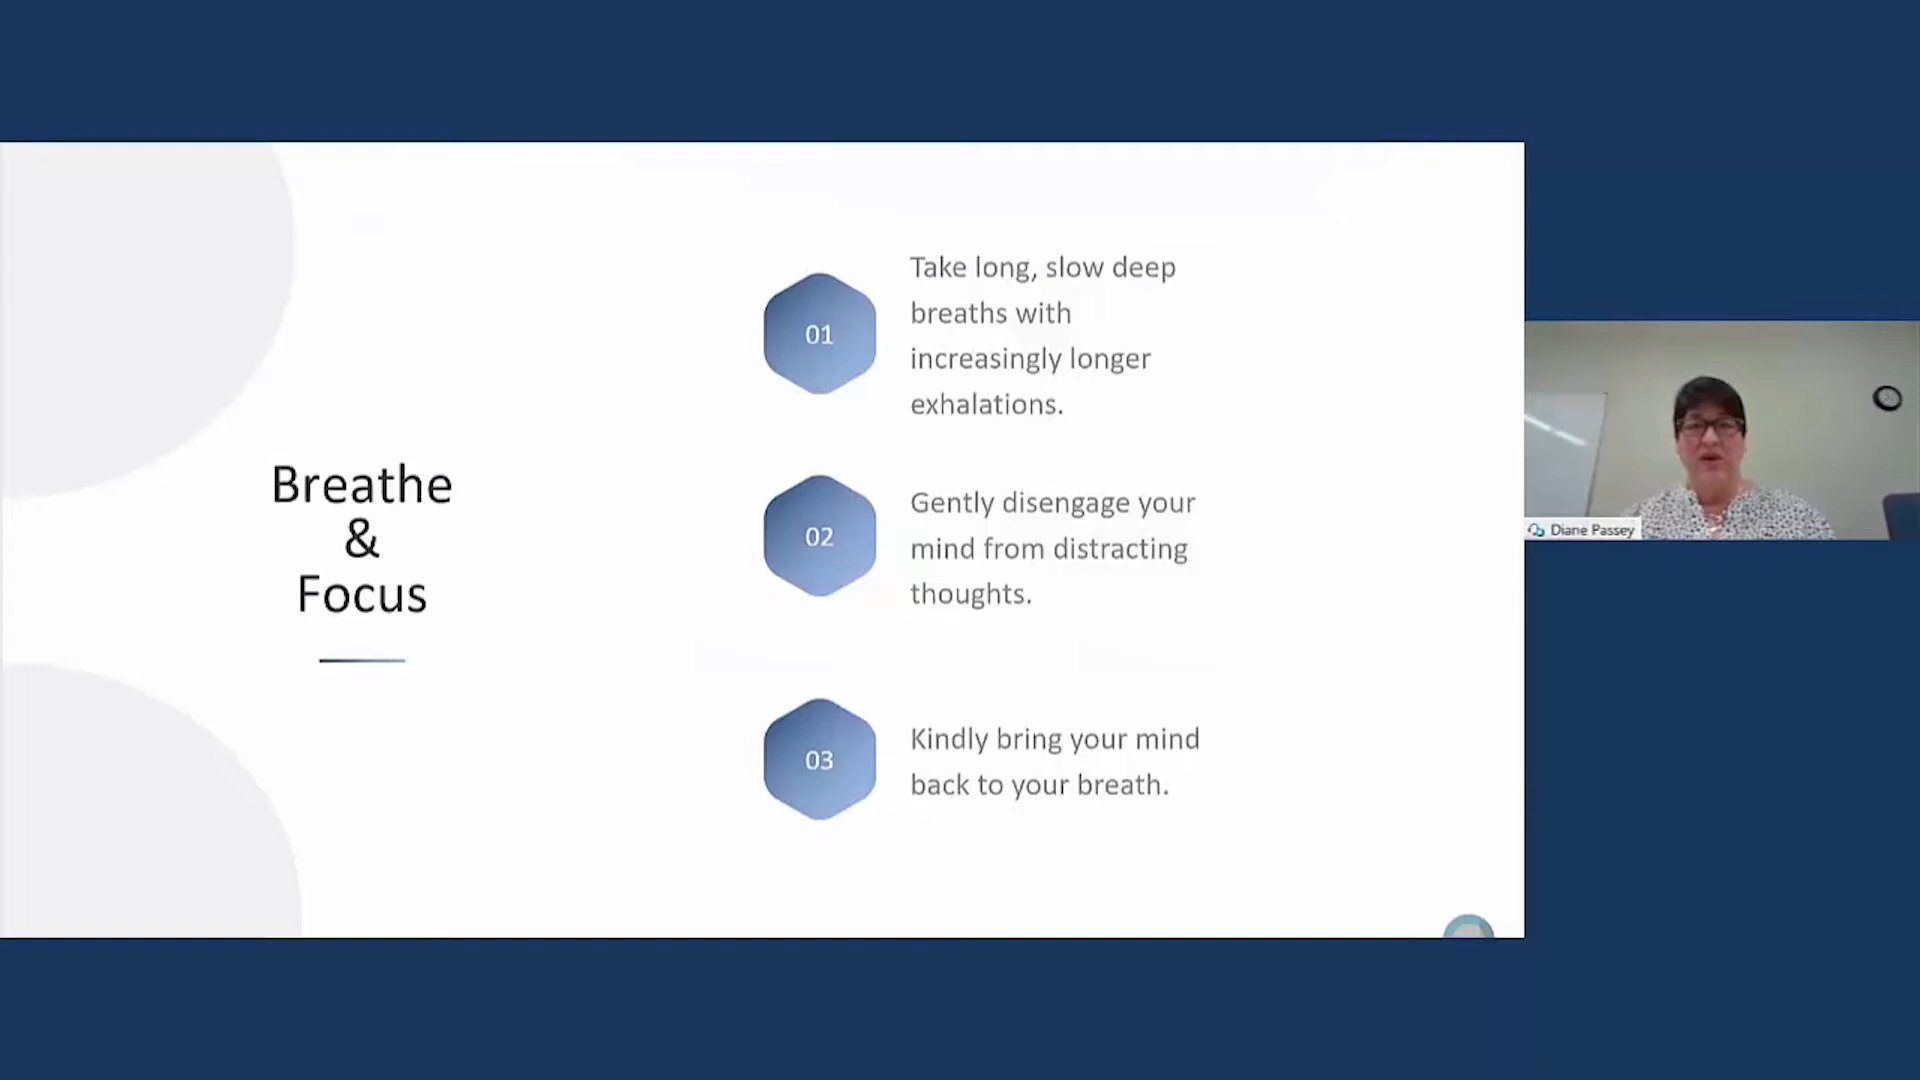 Breathe
&
Focus
01
Take long, slow deep
breaths with
increasingly longer
exhalations.
02
Gently disengage your
mind from distracting
thoughts.
03
Kindly bring your mind
back to your breath.
Diane Passey